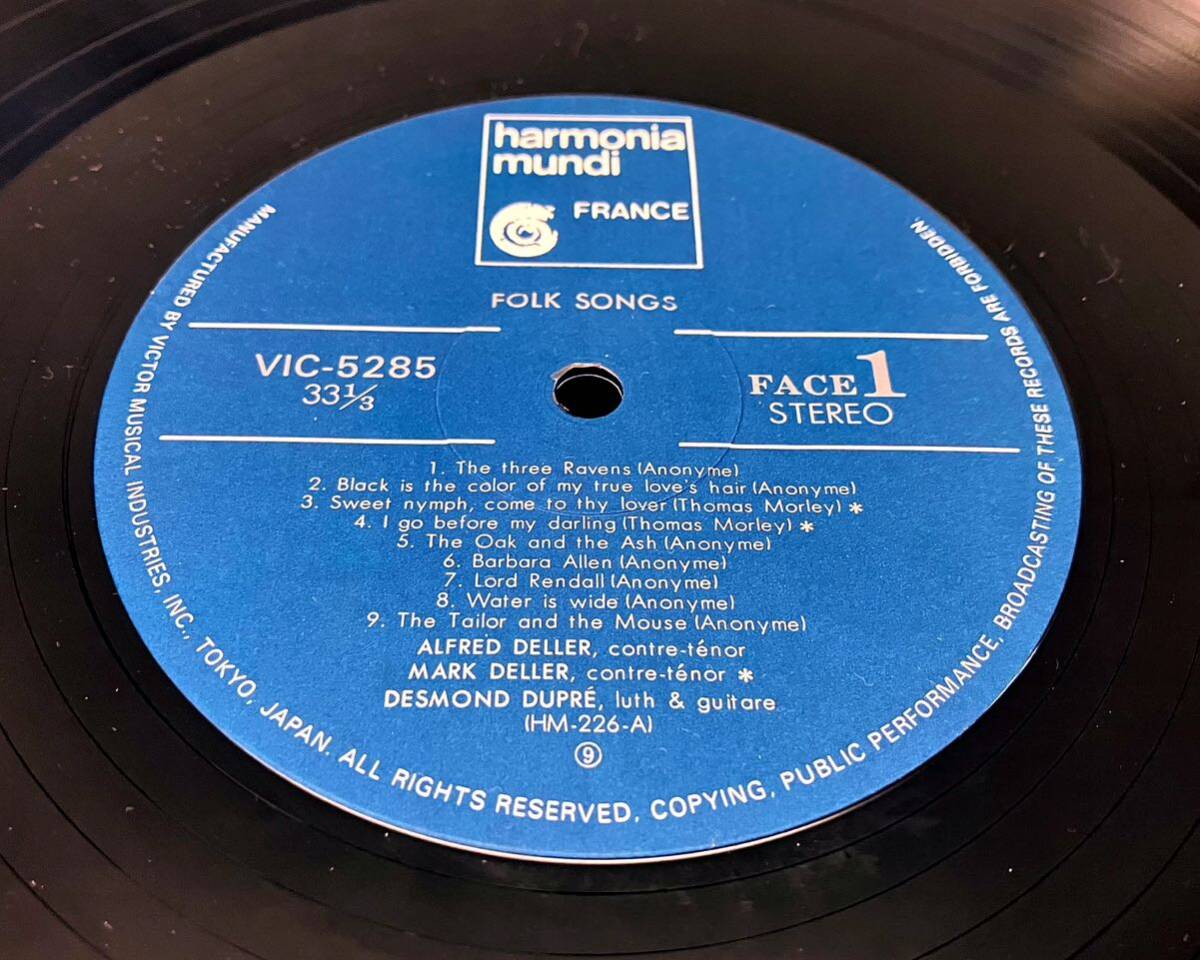 harmonia
mundi
FRANCE
FOLK SONGS
VIC-5285
33⅓
FACE 1
STEREO
1. The three Ravens (Anonyme)
2. Black is the color of my true love's hair (Anonyme)
3. Sweet nymph, come to thy lover (Thomas Morley) *
4. I go before my darling (Thomas Morley) *
5. The Oak and the Ash (Anonyme)
6. Barbara Allen (Anonyme)
7. Lord Rendall (Anonyme)
8. Water is wide (Anonyme)
9. The Tailor and the Mouse (Anonyme)
ALFRED DELLER, contre-ténor
MARK DELLER, contre-ténor *
DESMOND DUPRÉ, luth & guitare
(HM-226-A)
⑨
MANUFACTURED BY VICTOR MUSICAL INDUSTRIES, INC., TOKYO, JAPAN. ALL RIGHTS RESERVED. COPYING, PUBLIC PERFORMANCE, BROADCASTING OF THESE RECORDS ARE FORBIDDEN.